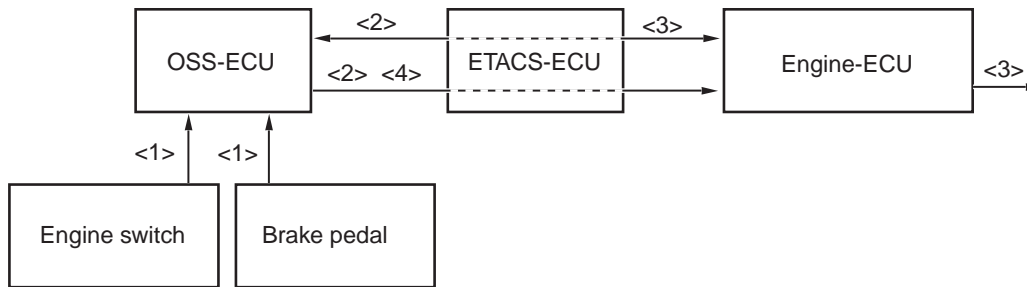 <2> <3>
OSS-ECU ETACS-ECU Engine-ECU <3>
<2> <4>
<1> <1>
Engine switch Brake pedal